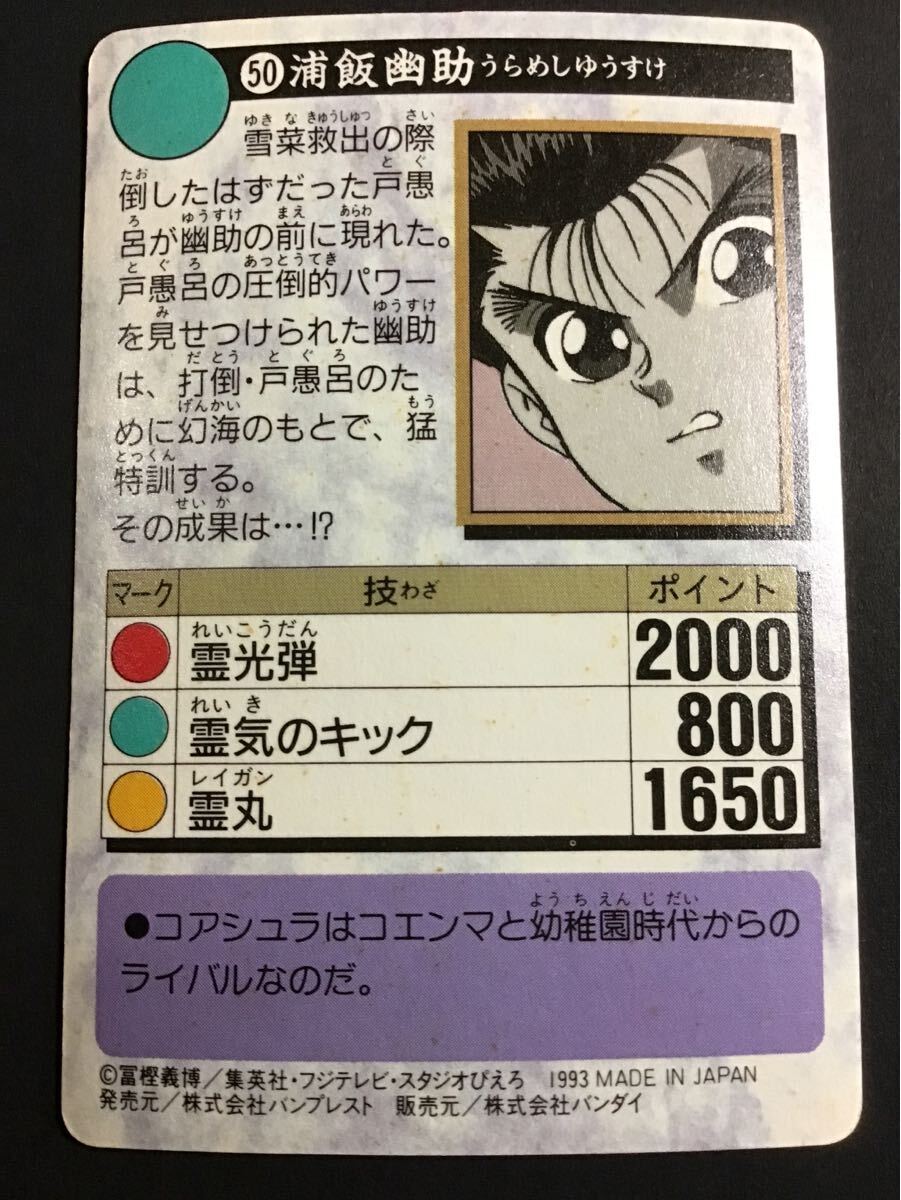 50 浦飯幽助 うらめしゆうすけ
ゆき な きゅうしゅつ さい
雪菜救出の際
たお と ぐ
倒したはずだった戸愚
ろ ゆうすけ まえ あらわ
呂が幽助の前に現れた。
と ぐ ろ あっとうてき
戸愚呂の圧倒的パワー
み ゆうすけ
を見せつけられた幽助
だ とう と ぐ ろ
は、打倒・戸愚呂のた
げんかい もう
めに幻海のもとで、猛
とっくん
特訓する。
せい か
その成果は…!?
マーク 技わざ ポイント
れいこうだん
霊光弾 2000
れい き
霊気のキック 800
レイガン
霊丸 1650
よう ち えん じ だい
●コアシュラはコエンマと幼稚園時代からの
ライバルなのだ。
©冨樫義博／集英社・フジテレビ・スタジオぴえろ 1993 MADE IN JAPAN
発売元／株式会社バンプレスト 販売元／株式会社バンダイ